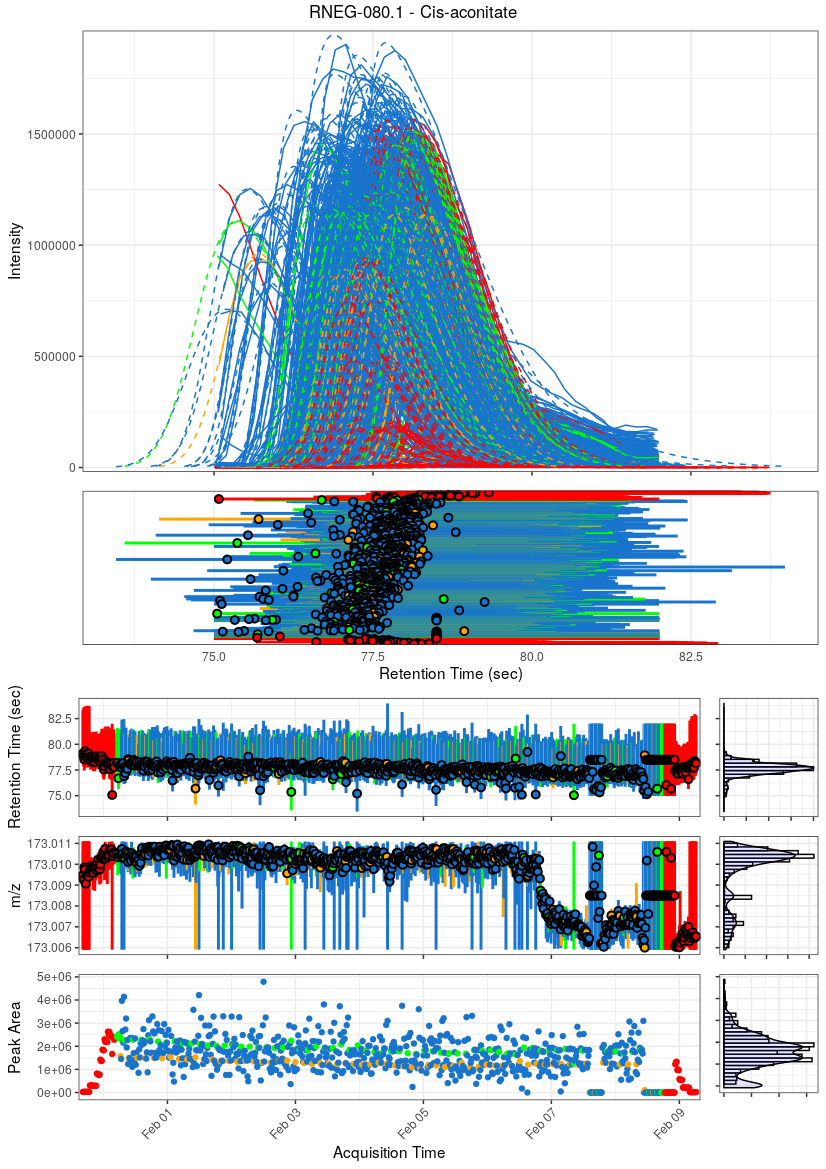 RNEG-080.1 - Cis-aconitate
Intensity
1500000
1000000
500000
0
75.0 77.5 80.0 82.5
Retention Time (sec)
Retention Time (sec)
82.5
80.0
77.5
75.0
m/z
173.011
173.010
173.009
173.008
173.007
173.006
Peak Area
5e+06
4e+06
3e+06
2e+06
1e+06
0e+00
Feb 01 Feb 03 Feb 05 Feb 07 Feb 09
Acquisition Time